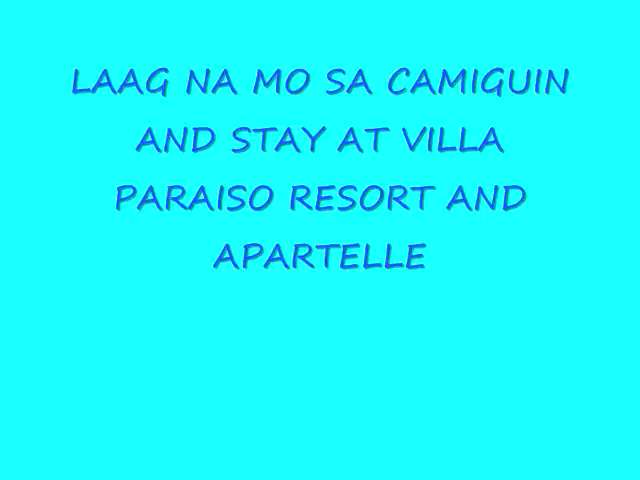 LAAG NA MO SA CAMIGUIN
AND STAY AT VILLA
PARAISO RESORT AND
APARTELLE